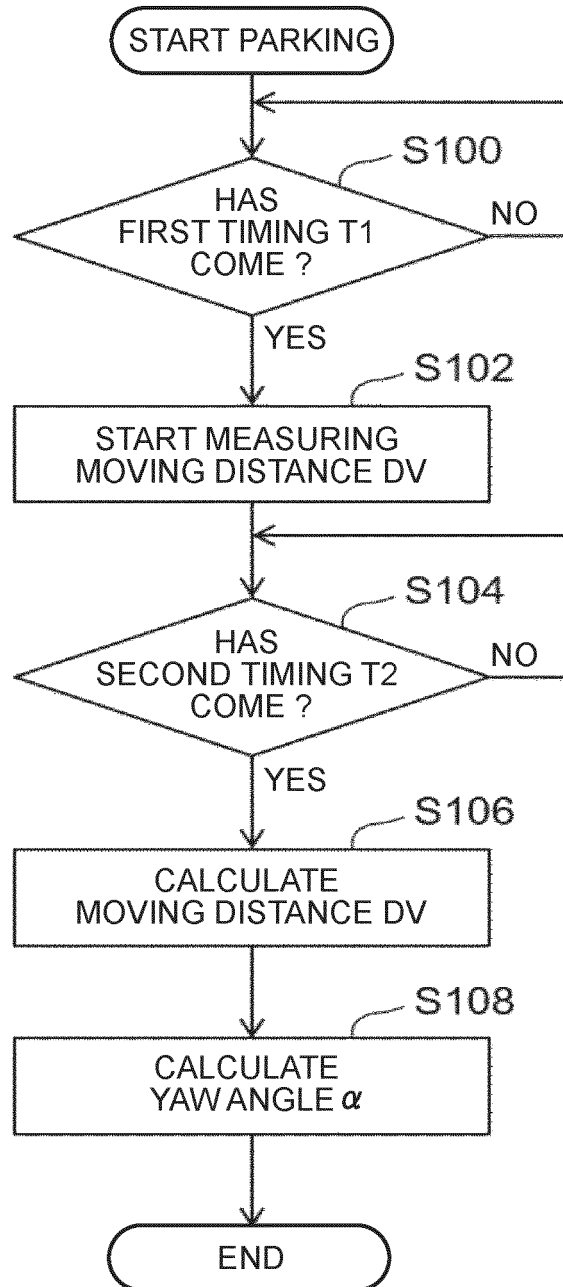 START PARKING
S100
HAS
FIRST TIMING T1
COME ?
NO
YES
S102
START MEASURING
MOVING DISTANCE DV
S104
HAS
SECOND TIMING T2
COME ?
NO
YES
S106
CALCULATE
MOVING DISTANCE DV
S108
CALCULATE
YAW ANGLE α
END